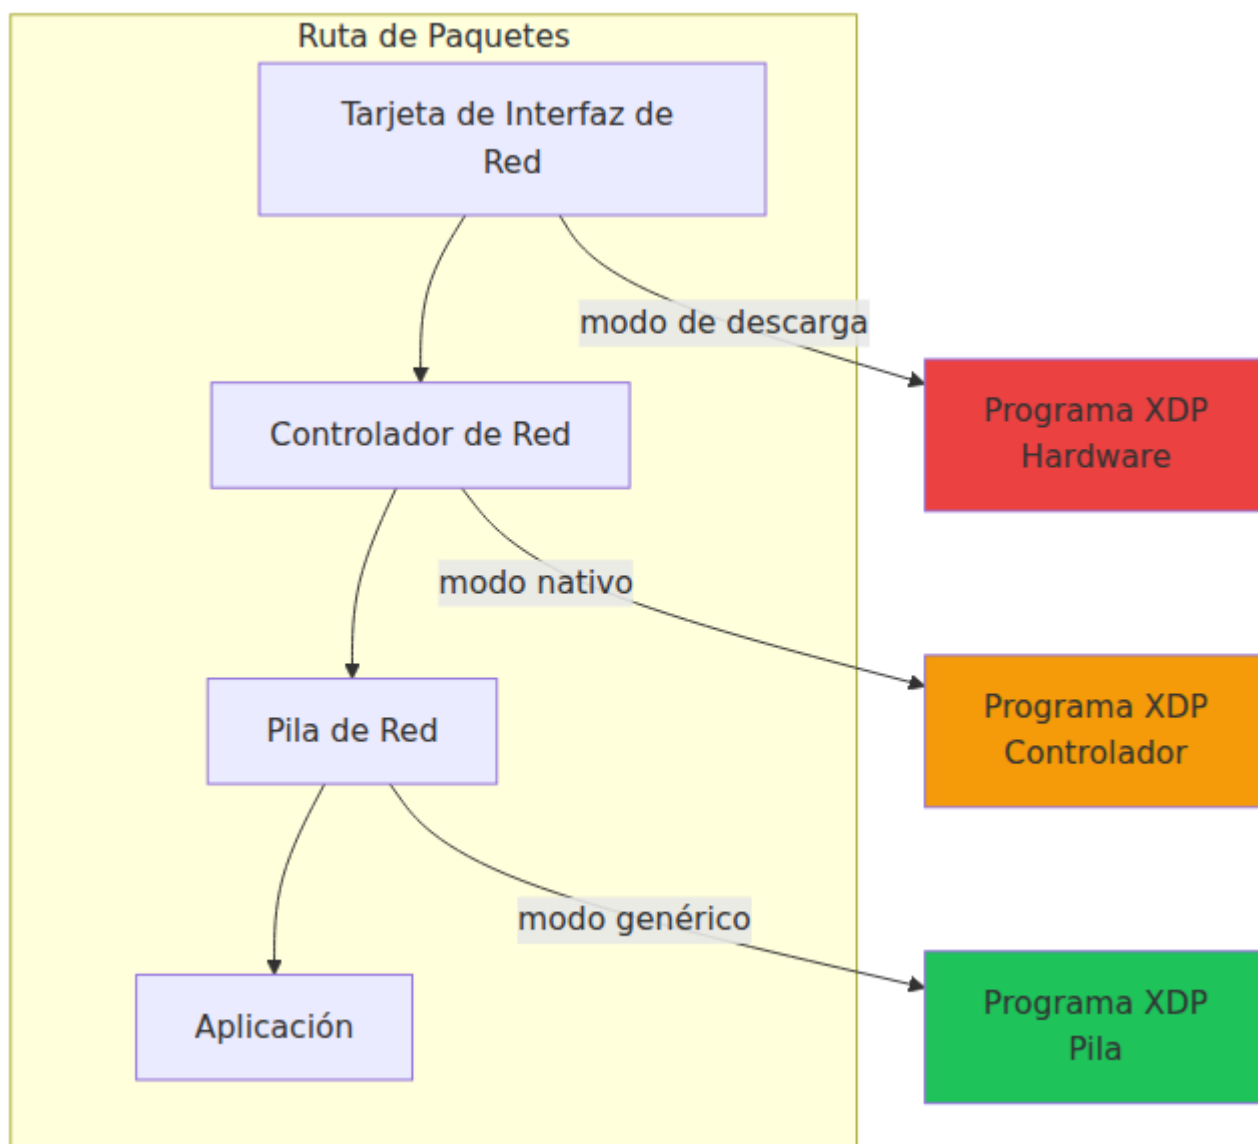 Ruta de Paquetes
Tarjeta de Interfaz de
Red
modo de descarga
Programa XDP
Hardware
Controlador de Red
modo nativo
Programa XDP
Controlador
Pila de Red
modo genérico
Programa XDP
Pila
Aplicación